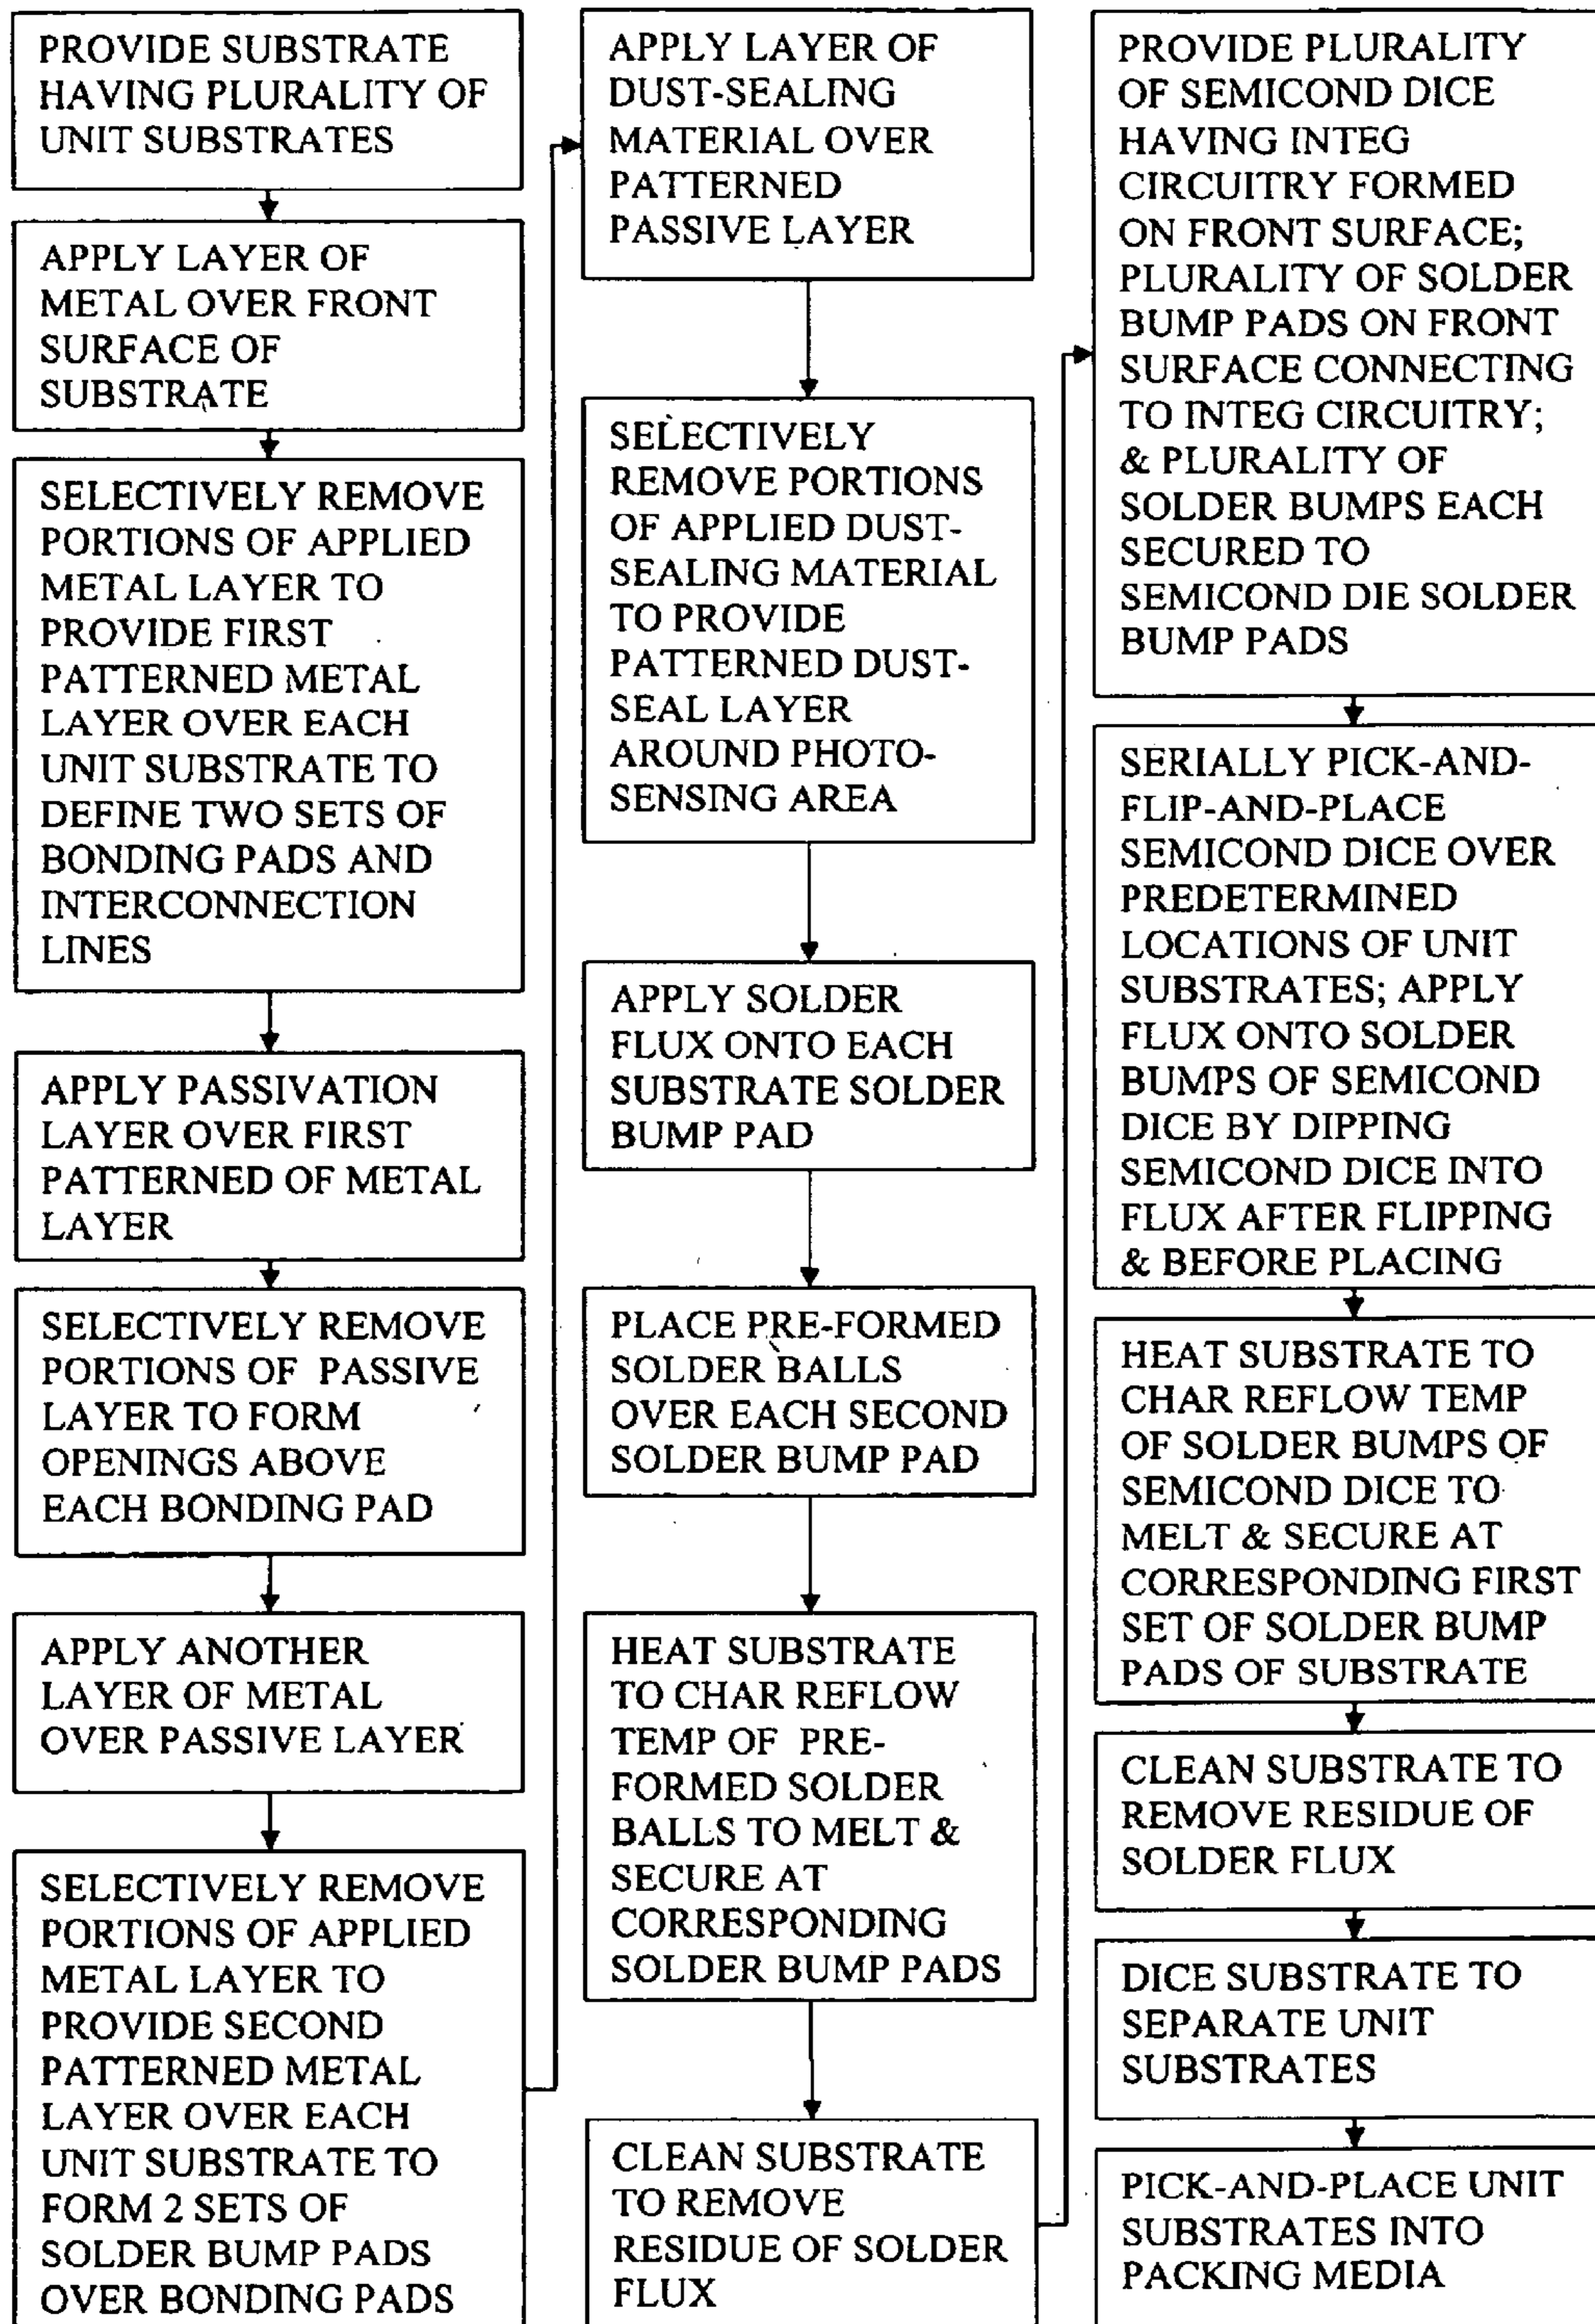 PROVIDE SUBSTRATE
HAVING PLURALITY OF
UNIT SUBSTRATES
APPLY LAYER OF
METAL OVER FRONT
SURFACE OF
SUBSTRATE
SELECTIVELY REMOVE
PORTIONS OF APPLIED
METAL LAYER TO
PROVIDE FIRST
PATTERNED METAL
LAYER OVER EACH
UNIT SUBSTRATE TO
DEFINE TWO SETS OF
BONDING PADS AND
INTERCONNECTION
LINES
APPLY PASSIVATION
LAYER OVER FIRST
PATTERNED OF METAL
LAYER
SELECTIVELY REMOVE
PORTIONS OF PASSIVE
LAYER TO FORM
OPENINGS ABOVE
EACH BONDING PAD
APPLY ANOTHER
LAYER OF METAL
OVER PASSIVE LAYER
SELECTIVELY REMOVE
PORTIONS OF APPLIED
METAL LAYER TO
PROVIDE SECOND
PATTERNED METAL
LAYER OVER EACH
UNIT SUBSTRATE TO
FORM 2 SETS OF
SOLDER BUMP PADS
OVER BONDING PADS
APPLY LAYER OF
DUST-SEALING
MATERIAL OVER
PATTERNED
PASSIVE LAYER
SELECTIVELY
REMOVE PORTIONS
OF APPLIED DUST-
SEALING MATERIAL
TO PROVIDE
PATTERNED DUST-
SEAL LAYER
AROUND PHOTO-
SENSING AREA
APPLY SOLDER
FLUX ONTO EACH
SUBSTRATE SOLDER
BUMP PAD
PLACE PRE-FORMED
SOLDER BALLS
OVER EACH SECOND
SOLDER BUMP PAD
HEAT SUBSTRATE
TO CHAR REFLOW
TEMP OF PRE-
FORMED SOLDER
BALLS TO MELT &
SECURE AT
CORRESPONDING
SOLDER BUMP PADS
CLEAN SUBSTRATE
TO REMOVE
RESIDUE OF SOLDER
FLUX
PROVIDE PLURALITY
OF SEMICOND DICE
HAVING INTEG
CIRCUITRY FORMED
ON FRONT SURFACE;
PLURALITY OF SOLDER
BUMP PADS ON FRONT
SURFACE CONNECTING
TO INTEG CIRCUITRY;
& PLURALITY OF
SOLDER BUMPS EACH
SECURED TO
SEMICOND DIE SOLDER
BUMP PADS
SERIALLY PICK-AND-
FLIP-AND-PLACE
SEMICOND DICE OVER
PREDETERMINED
LOCATIONS OF UNIT
SUBSTRATES; APPLY
FLUX ONTO SOLDER
BUMPS OF SEMICOND
DICE BY DIPPING
SEMICOND DICE INTO
FLUX AFTER FLIPPING
& BEFORE PLACING
HEAT SUBSTRATE TO
CHAR REFLOW TEMP
OF SOLDER BUMPS OF
SEMICOND DICE TO
MELT & SECURE AT
CORRESPONDING FIRST
SET OF SOLDER BUMP
PADS OF SUBSTRATE
CLEAN SUBSTRATE TO
REMOVE RESIDUE OF
SOLDER FLUX
DICE SUBSTRATE TO
SEPARATE UNIT
SUBSTRATES
PICK-AND-PLACE UNIT
SUBSTRATES INTO
PACKING MEDIA